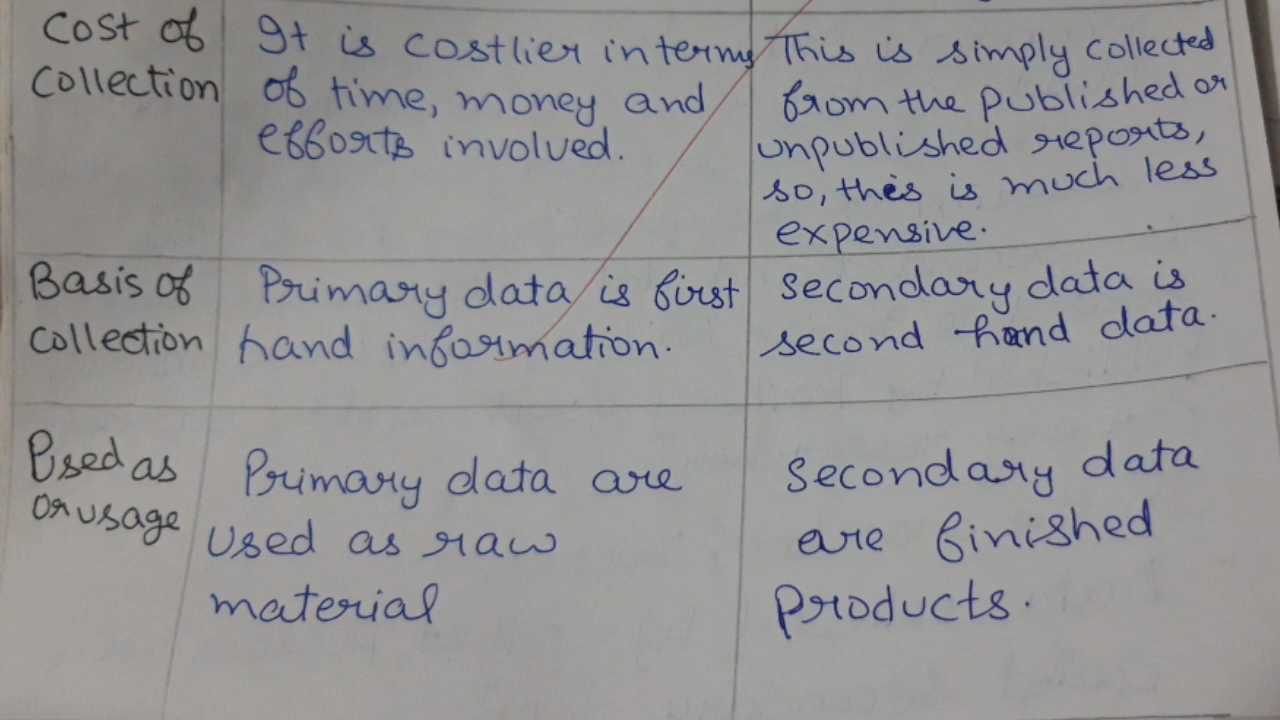 Cost of
Collection
It is costlier in terms
of time, money and
efforts involved.
This is simply collected
from the published or
unpublished reports,
so, this is much less
expensive.
Basis of
collection
Primary data is first
hand information.
Secondary data is
second hand data.
Used as
or usage
Primary data are
used as raw
material
Secondary data
are finished
products.